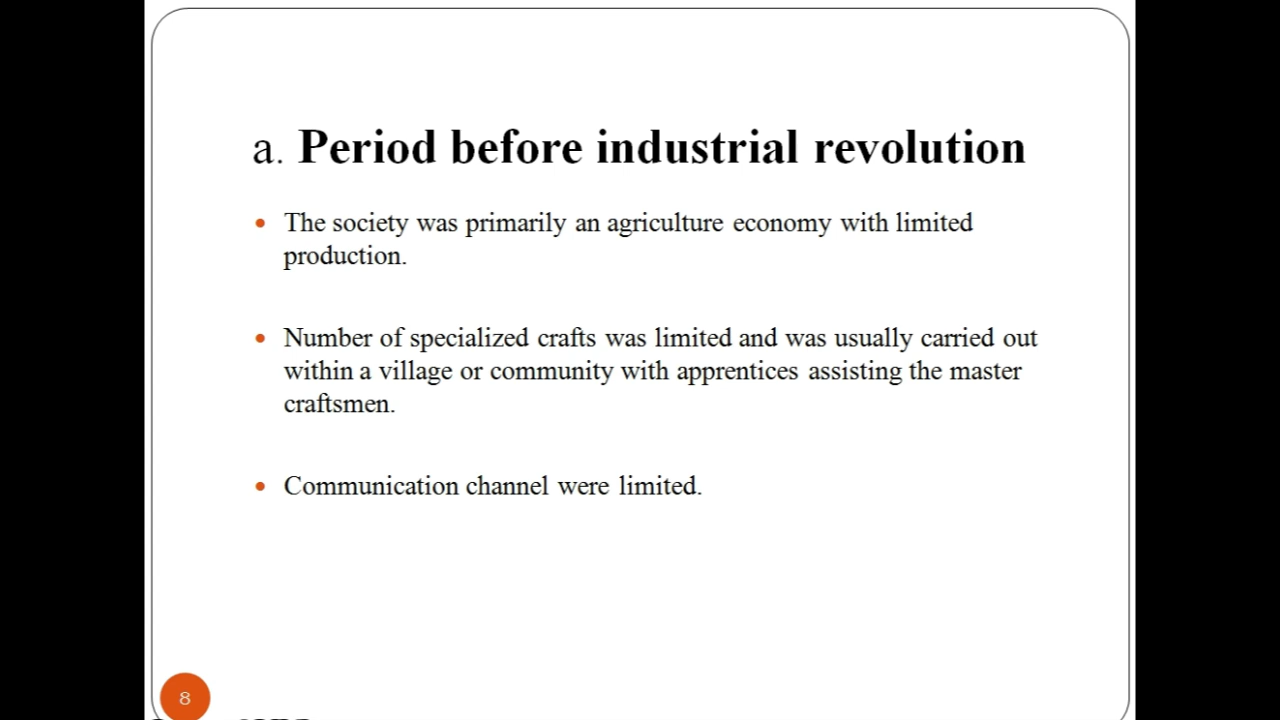 a. Period before industrial revolution
• The society was primarily an agriculture economy with limited
production.
• Number of specialized crafts was limited and was usually carried out
within a village or community with apprentices assisting the master
craftsmen.
• Communication channel were limited.
8